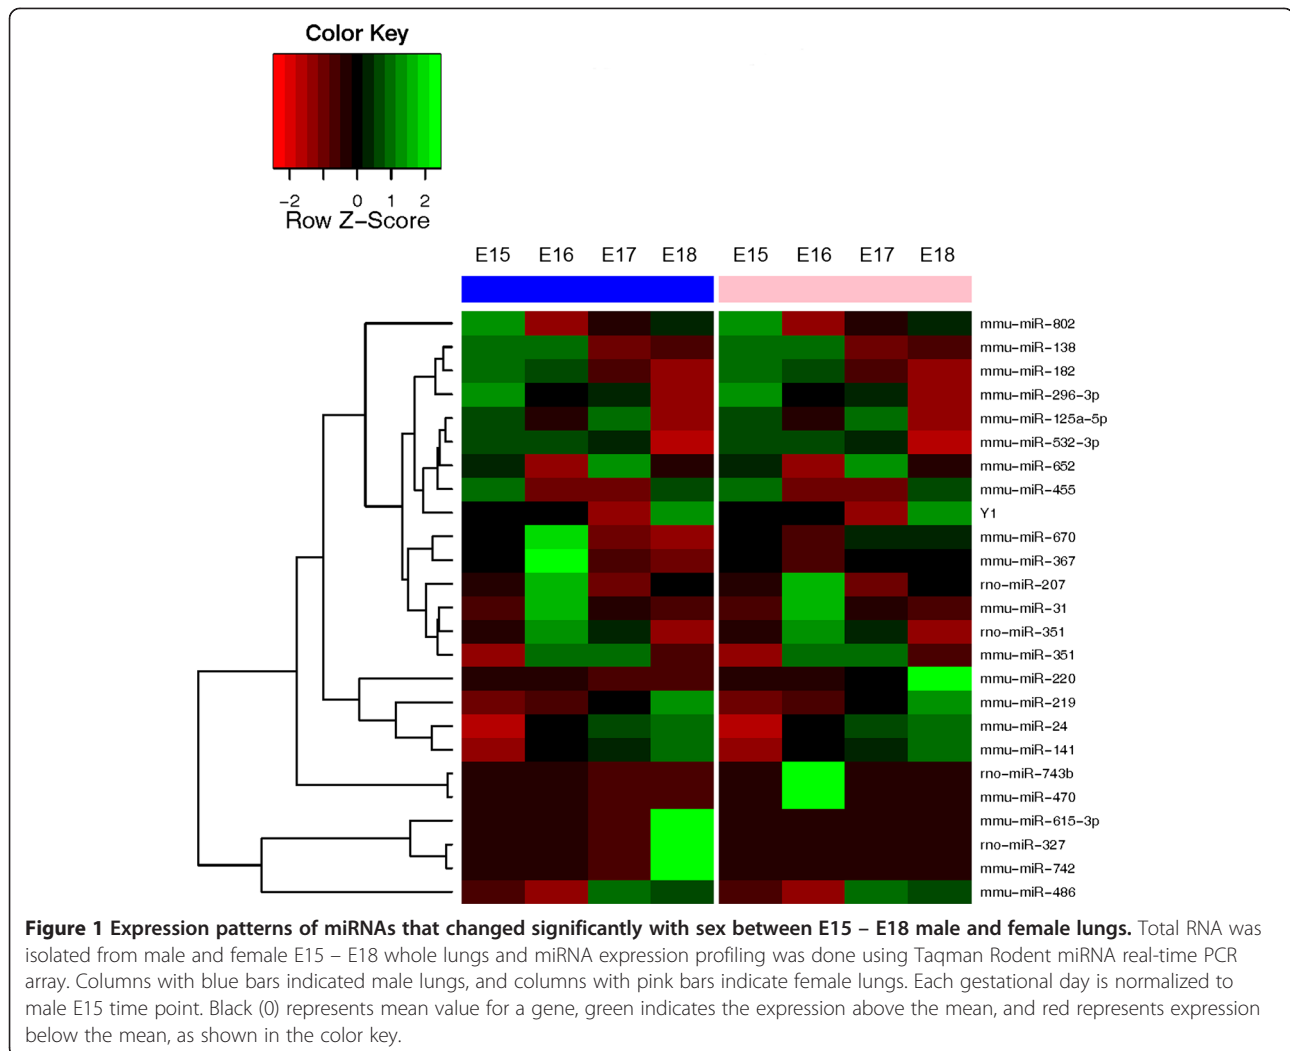 Color Key
−2 0 1 2
Row Z−Score
E15 E16 E17 E18 E15 E16 E17 E18
mmu−miR−802
mmu−miR−138
mmu−miR−182
mmu−miR−296−3p
mmu−miR−125a−5p
mmu−miR−532−3p
mmu−miR−652
mmu−miR−455
Y1
mmu−miR−670
mmu−miR−367
rno−miR−207
mmu−miR−31
rno−miR−351
mmu−miR−351
mmu−miR−220
mmu−miR−219
mmu−miR−24
mmu−miR−141
rno−miR−743b
mmu−miR−470
mmu−miR−615−3p
rno−miR−327
mmu−miR−742
mmu−miR−486
Figure 1 Expression patterns of miRNAs that changed significantly with sex between E15 – E18 male and female lungs. Total RNA was
isolated from male and female E15 – E18 whole lungs and miRNA expression profiling was done using Taqman Rodent miRNA real-time PCR
array. Columns with blue bars indicated male lungs, and columns with pink bars indicate female lungs. Each gestational day is normalized to
male E15 time point. Black (0) represents mean value for a gene, green indicates the expression above the mean, and red represents expression
below the mean, as shown in the color key.